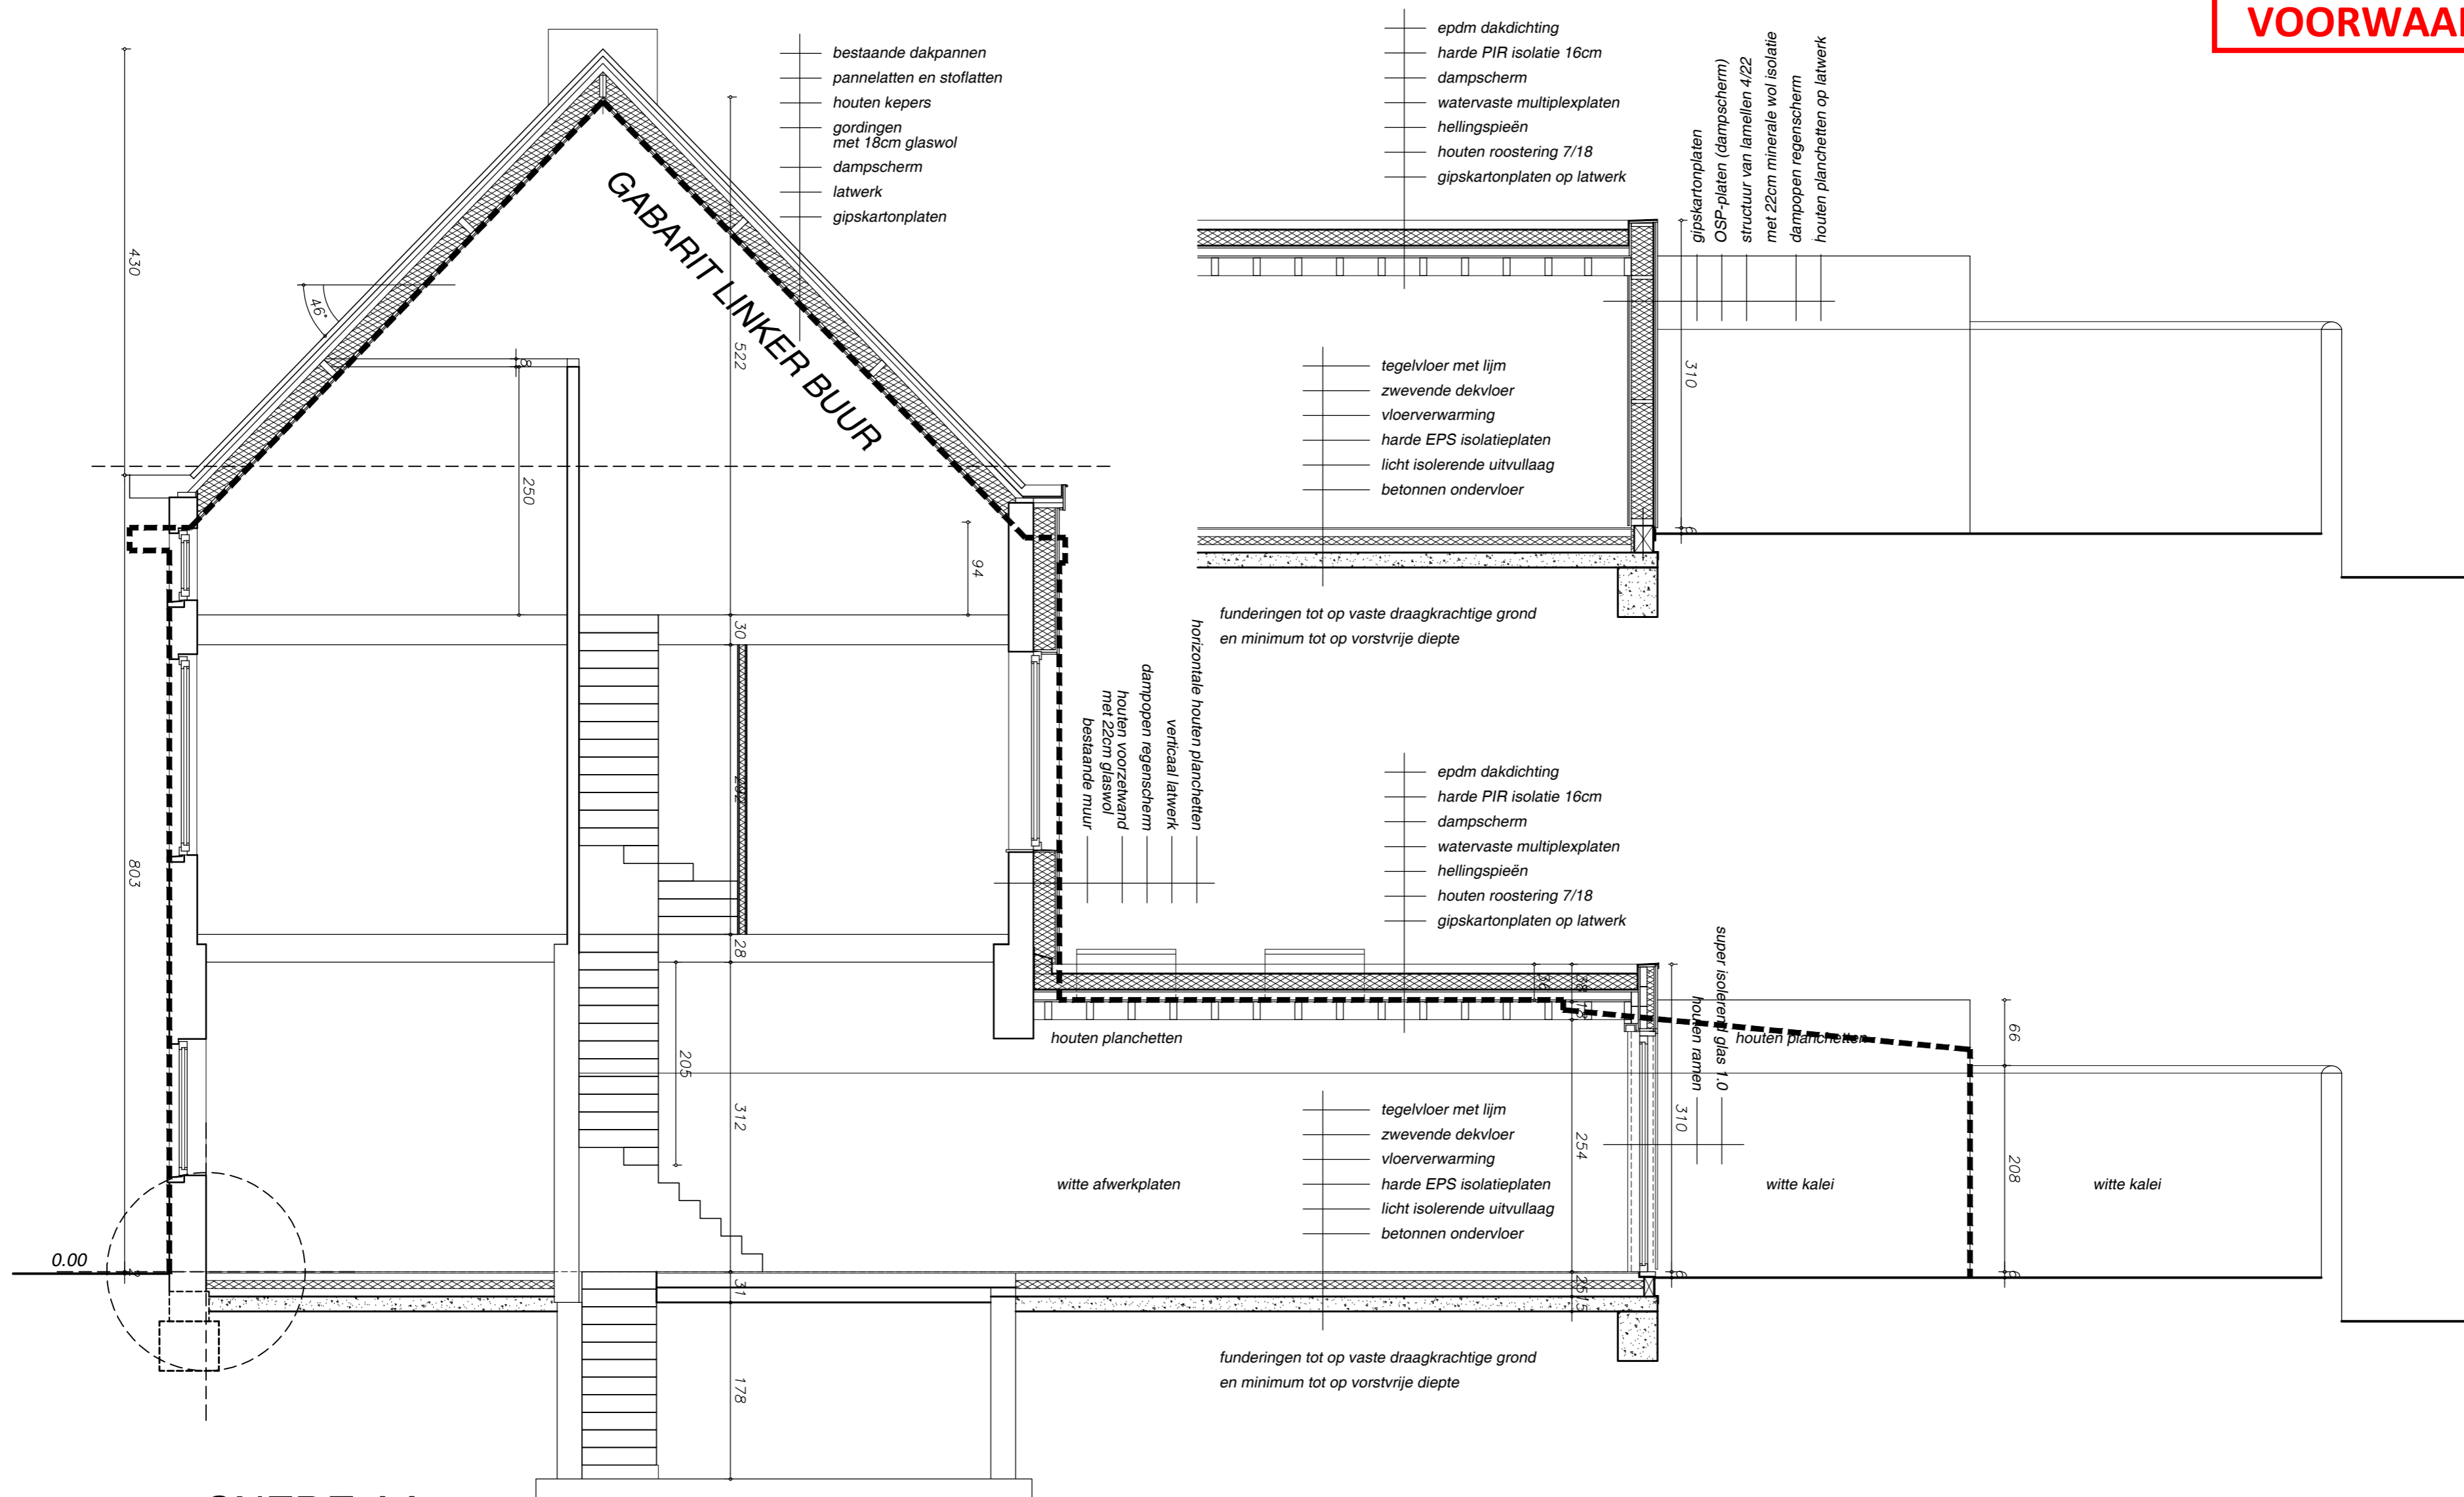 VOORWAA
bestaande dakpannen
pannelatten en stoflatten
houten kepers
gordingen
met 18cm glaswol
dampscherm
latwerk
gipskartonplaten
GABARIT LINKER BUUR
430
46°
522
8
250
94
30
28
803
205
312
31
178
0.00
epdm dakdichting
harde PIR isolatie 16cm
dampscherm
watervaste multiplexplaten
hellingspieën
houten roostering 7/18
gipskartonplaten op latwerk
gipskartonplaten
OSP-platen (dampscherm)
structuur van lamellen 4/22
met 22cm minerale wol isolatie
dampopen regenscherm
houten planchetten op latwerk
310
6
tegelvloer met lijm
zwevende dekvloer
vloerverwarming
harde EPS isolatieplaten
licht isolerende uitvullaag
betonnen ondervloer
funderingen tot op vaste draagkrachtige grond
en minimum tot op vorstvrije diepte
bestaande muur
houten voorzetwand
met 22cm glaswol
dampopen regenscherm
verticaal latwerk
horizontale houten planchetten
epdm dakdichting
harde PIR isolatie 16cm
dampscherm
watervaste multiplexplaten
hellingspieën
houten roostering 7/18
gipskartonplaten op latwerk
houten ramen
super isolerend glas 1.0
houten planchetten
houten planchetten
36
38
18
254
310
66
208
6
6
25
15
witte afwerkplaten
tegelvloer met lijm
zwevende dekvloer
vloerverwarming
harde EPS isolatieplaten
licht isolerende uitvullaag
betonnen ondervloer
witte kalei
witte kalei
funderingen tot op vaste draagkrachtige grond
en minimum tot op vorstvrije diepte